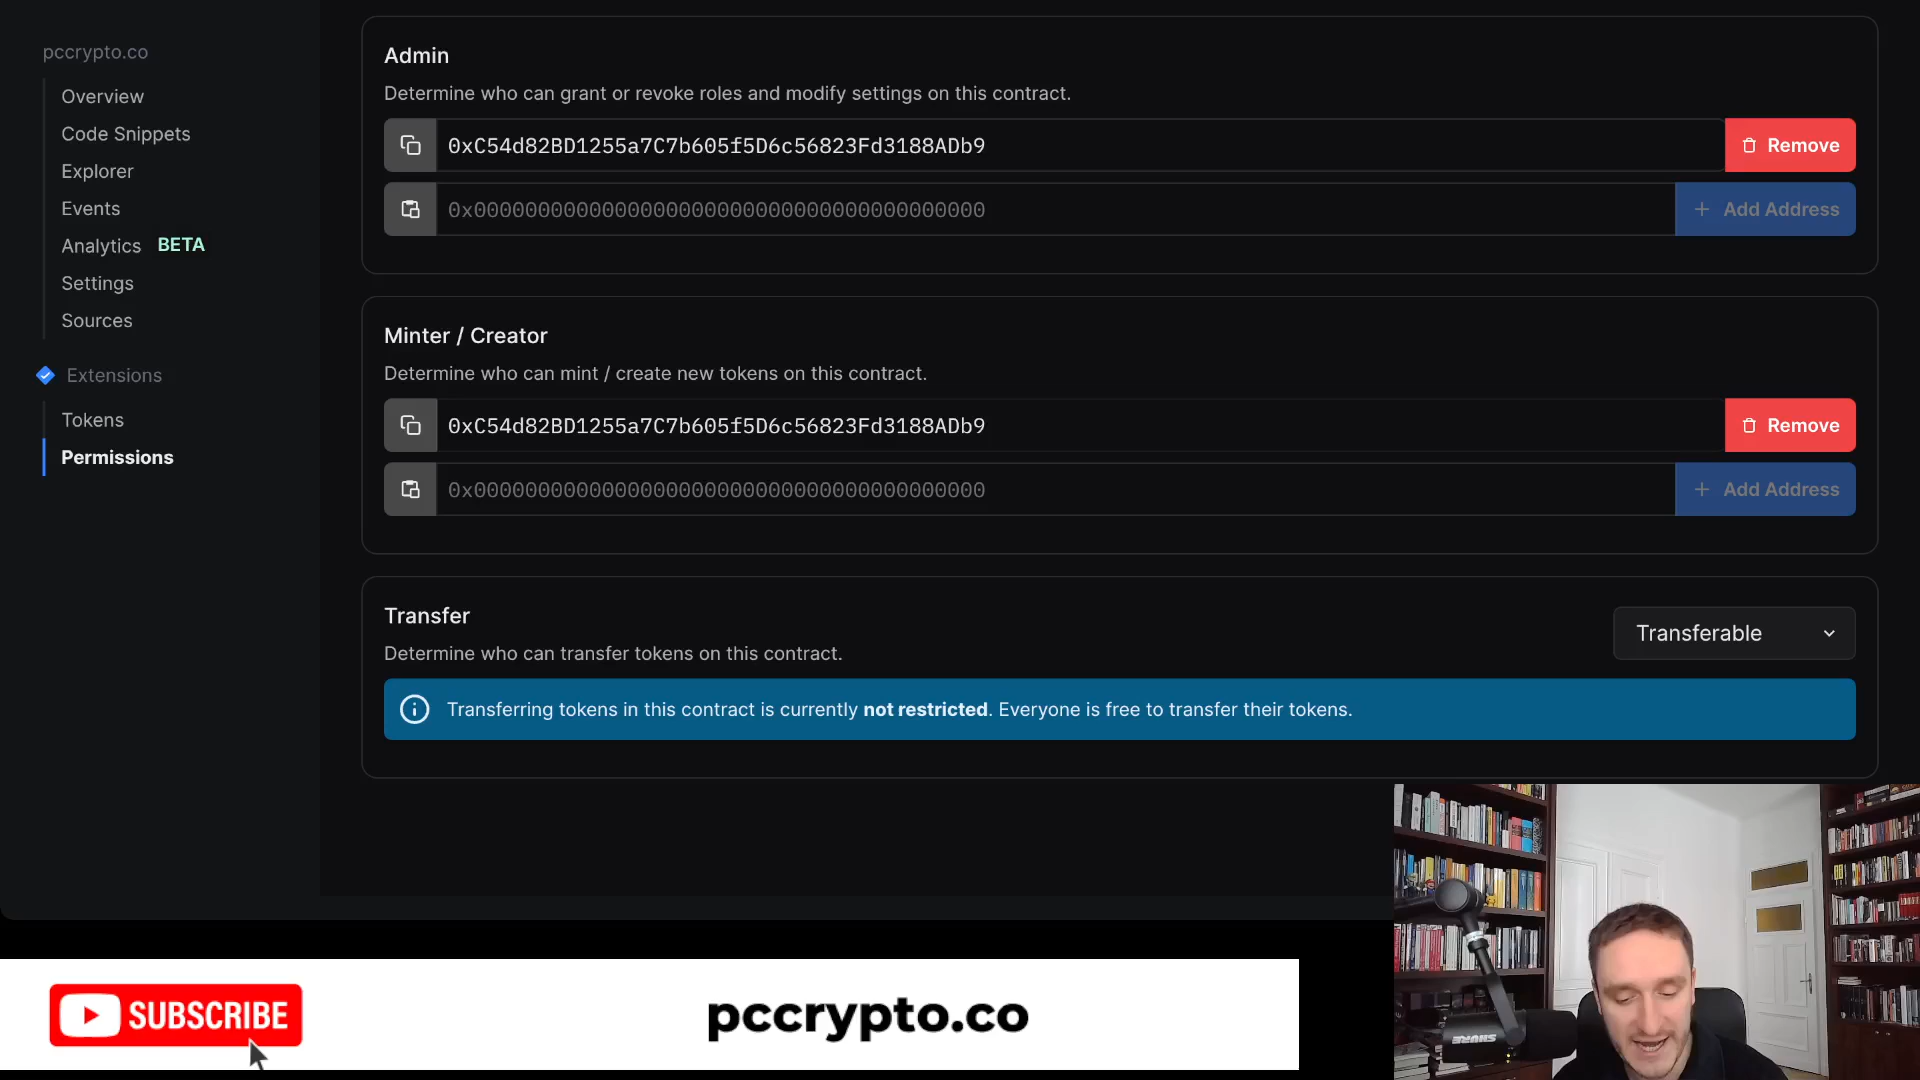 pccrypto.co
Overview
Code Snippets
Explorer
Events
Analytics BETA
Settings
Sources
Extensions
Tokens
Permissions
Admin
Determine who can grant or revoke roles and modify settings on this contract.
0xC54d82BD1255a7C7b605f5D6c56823Fd3188ADb9
Remove
0x0000000000000000000000000000000000000000
+ Add Address
Minter / Creator
Determine who can mint / create new tokens on this contract.
0xC54d82BD1255a7C7b605f5D6c56823Fd3188ADb9
Remove
0x0000000000000000000000000000000000000000
+ Add Address
Transfer
Determine who can transfer tokens on this contract.
Transferable
Transferring tokens in this contract is currently not restricted. Everyone is free to transfer their tokens.
SUBSCRIBE
pccrypto.co
SHURE